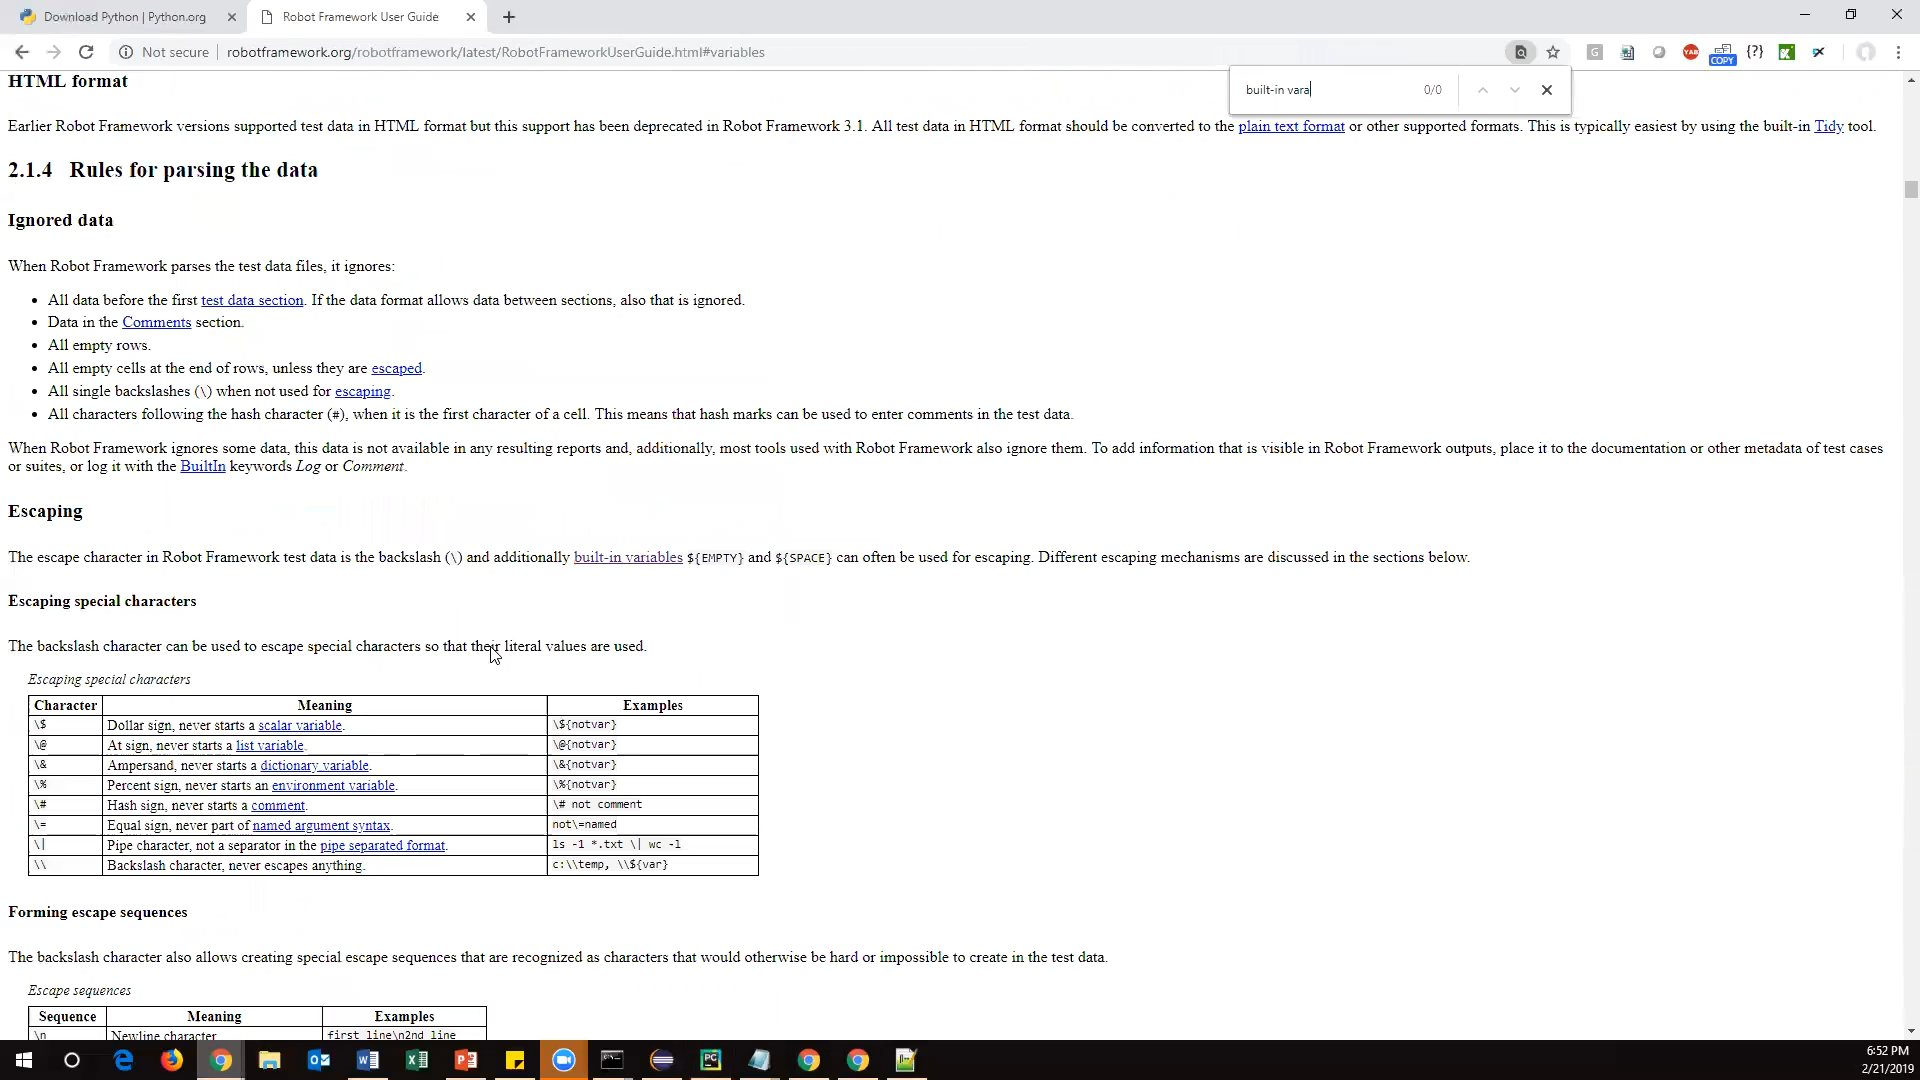 Download Python | Python.org
Robot Framework User Guide
Not secure
robotframework.org/robotframework/latest/RobotFrameworkUserGuide.html#variables
COPY
built-in vara
0/0
HTML format
Earlier Robot Framework versions supported test data in HTML format but this support has been deprecated in Robot Framework 3.1. All test data in HTML format should be converted to the plain text format or other supported formats. This is typically easiest by using the built-in Tidy tool.
2.1.4 Rules for parsing the data
Ignored data
When Robot Framework parses the test data files, it ignores:
• All data before the first test data section. If the data format allows data between sections, also that is ignored.
• Data in the Comments section.
• All empty rows.
• All empty cells at the end of rows, unless they are escaped.
• All single backslashes (\) when not used for escaping.
• All characters following the hash character (#), when it is the first character of a cell. This means that hash marks can be used to enter comments in the test data.
When Robot Framework ignores some data, this data is not available in any resulting reports and, additionally, most tools used with Robot Framework also ignore them. To add information that is visible in Robot Framework outputs, place it to the documentation or other metadata of test cases
or suites, or log it with the BuiltIn keywords Log or Comment.
Escaping
The escape character in Robot Framework test data is the backslash (\) and additionally built-in variables ${EMPTY} and ${SPACE} can often be used for escaping. Different escaping mechanisms are discussed in the sections below.
Escaping special characters
The backslash character can be used to escape special characters so that their literal values are used.
Escaping special characters
Character Meaning Examples
\$ Dollar sign, never starts a scalar variable. \${notvar}
\@ At sign, never starts a list variable. \@{notvar}
\& Ampersand, never starts a dictionary variable. \&{notvar}
\% Percent sign, never starts an environment variable. \%{notvar}
\# Hash sign, never starts a comment. \# not comment
\= Equal sign, never part of named argument syntax. not\=named
\| Pipe character, not a separator in the pipe separated format. ls -1 *.txt \| wc -l
\\ Backslash character, never escapes anything. c:\\temp, \\${var}
Forming escape sequences
The backslash character also allows creating special escape sequences that are recognized as characters that would otherwise be hard or impossible to create in the test data.
Escape sequences
Sequence Meaning Examples
\n Newline character first line\n2nd line
6:52 PM
2/21/2019